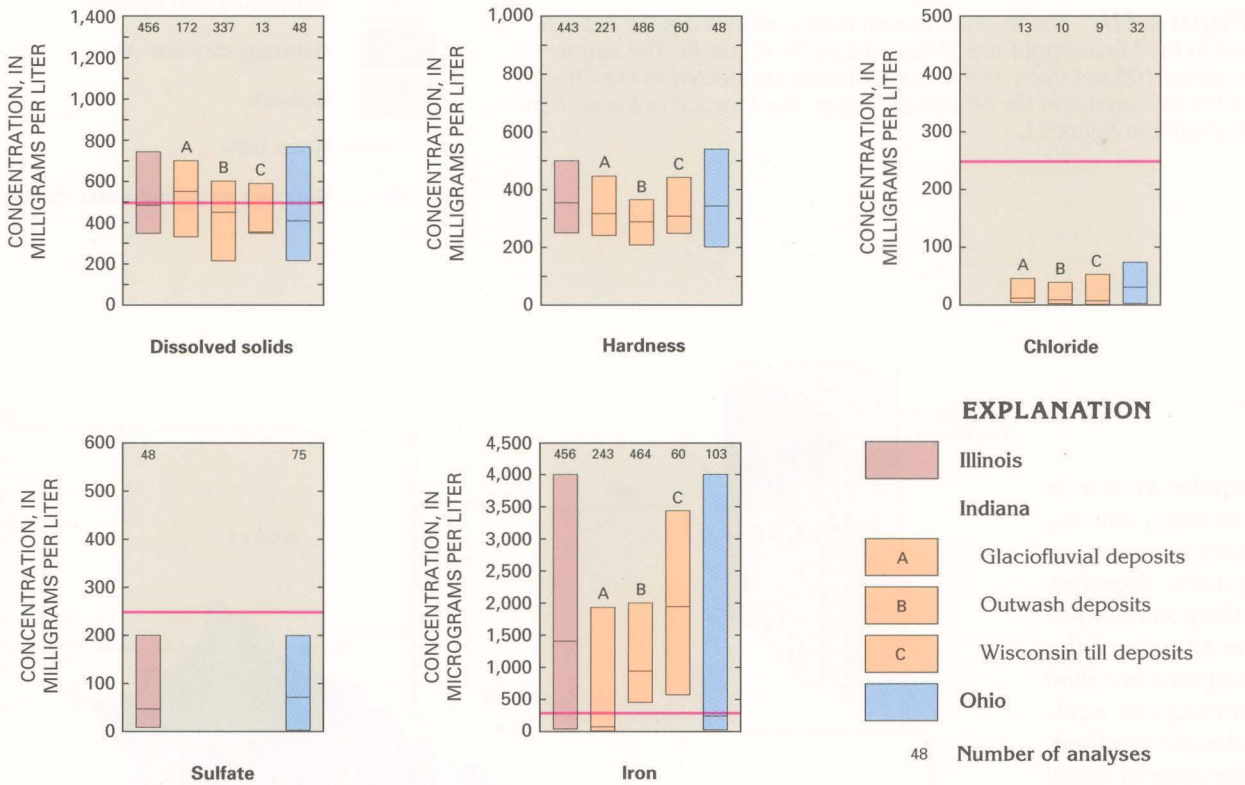 CONCENTRATION, IN
MILLIGRAMS PER LITER
1,400
1,200
1,000
800
600
400
200
0
456 172 337 13 48
A
B
C
Dissolved solids
CONCENTRATION, IN
MILLIGRAMS PER LITER
1,000
800
600
400
200
0
443 221 486 60 48
A
B
C
Hardness
CONCENTRATION, IN
MILLIGRAMS PER LITER
500
400
300
200
100
0
13 10 9 32
A
B
C
Chloride
CONCENTRATION, IN
MILLIGRAMS PER LITER
600
500
400
300
200
100
0
48 75
Sulfate
CONCENTRATION, IN
MICROGRAMS PER LITER
4,500
4,000
3,500
3,000
2,500
2,000
1,500
1,000
500
0
456 243 464 60 103
A
B
C
Iron
EXPLANATION
Illinois
Indiana
A Glaciofluvial deposits
B Outwash deposits
C Wisconsin till deposits
Ohio
48 Number of analyses